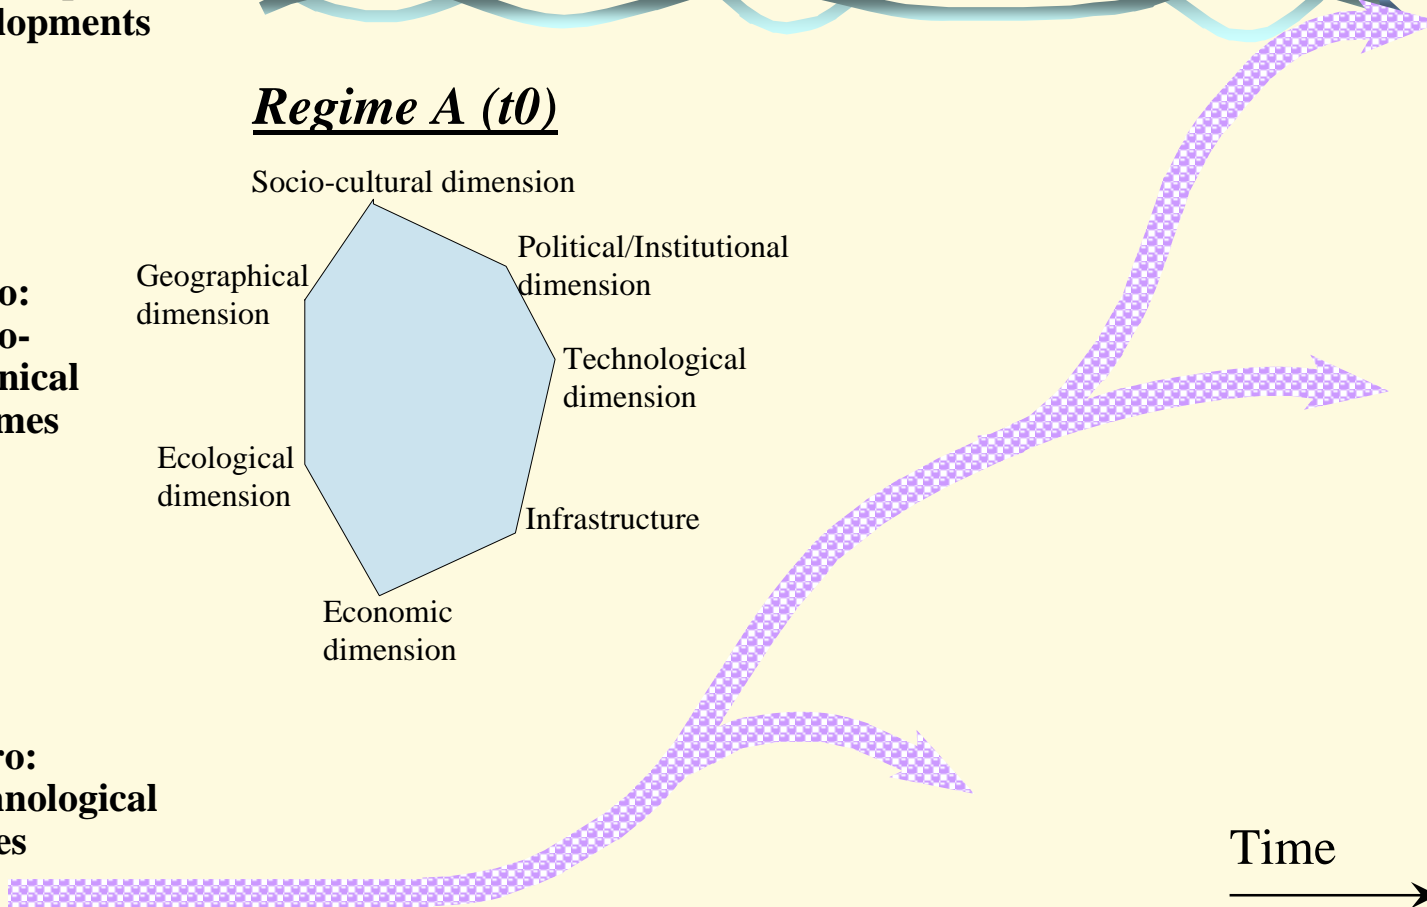 lopments
Regime A (t0)
Socio-cultural dimension
Political/Institutional
dimension
Geographical
dimension
o:
o-
nical
mes
Technological
dimension
Ecological
dimension
Infrastructure
Economic
dimension
ro:
nological
es
Time